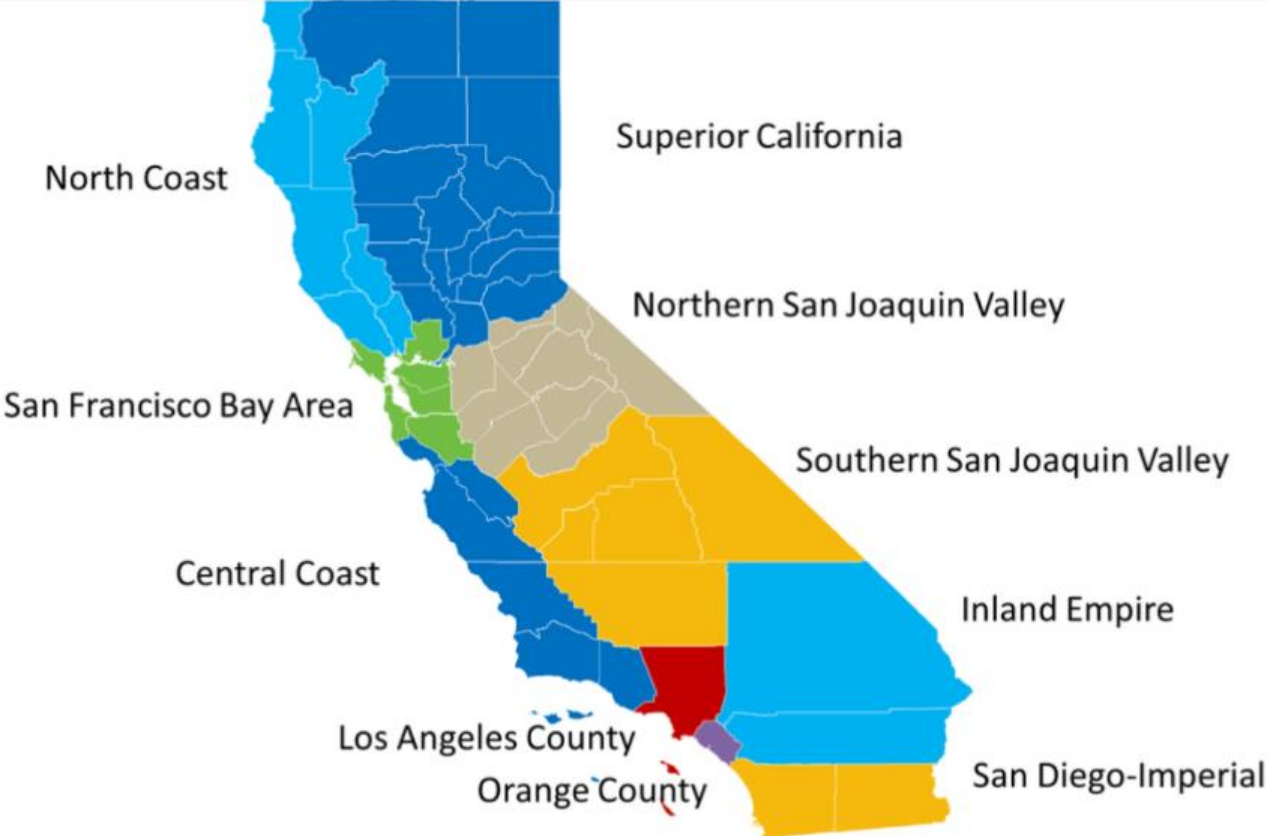 Superior California
North Coast
Northern San Joaquin Valley
San Francisco Bay Area
Southern San Joaquin Valley
Central Coast
Inland Empire
Los Angeles County
San Diego-Imperial
Orange County